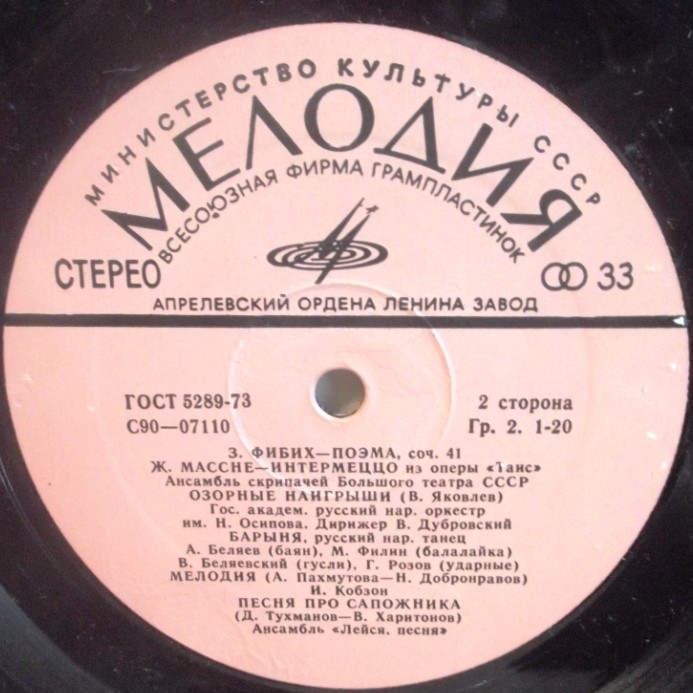 МИНИСТЕРСТВО КУЛЬТУРЫ СССР
МЕЛОДИЯ
ВСЕСОЮЗНАЯ ФИРМА ГРАМПЛАСТИНОК
СТЕРЕО
33
АПРЕЛЕВСКИЙ ОРДЕНА ЛЕНИНА ЗАВОД
ГОСТ 5289-73
2 сторона
С90—07110
Гр. 2. 1-20
З. ФИБИХ—ПОЭМА, соч. 41
Ж. МАССНЕ—ИНТЕРМЕЦЦО из оперы «Таис»
Ансамбль скрипачей Большого театра СССР
ОЗОРНЫЕ НАИГРЫШИ (В. Яковлев)
Гос. академ. русский нар. оркестр
им. Н. Осипова. Дирижер В. Дубровский
БАРЫНЯ, русский нар. танец
А. Беляев (баян), М. Филин (балалайка)
В. Беляевский (гусли), Г. Розов (ударные)
МЕЛОДИЯ (А. Пахмутова—Н. Добронравов)
И. Кобзон
ПЕСНЯ ПРО САПОЖНИКА
(Д. Тухманов—В. Харитонов)
Ансамбль «Лейся, песня»